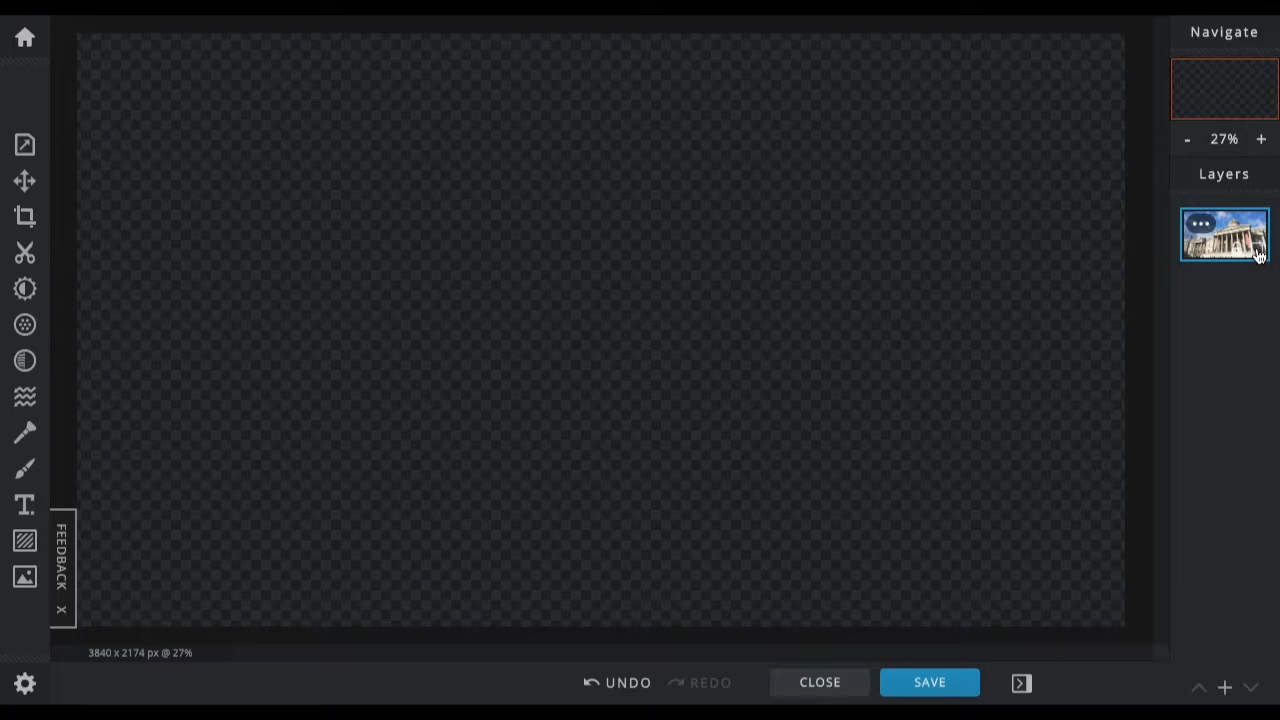 Navigate
- 27% +
Layers
FEEDBACK X
3840 x 2174 px @ 27%
UNDO REDO CLOSE SAVE